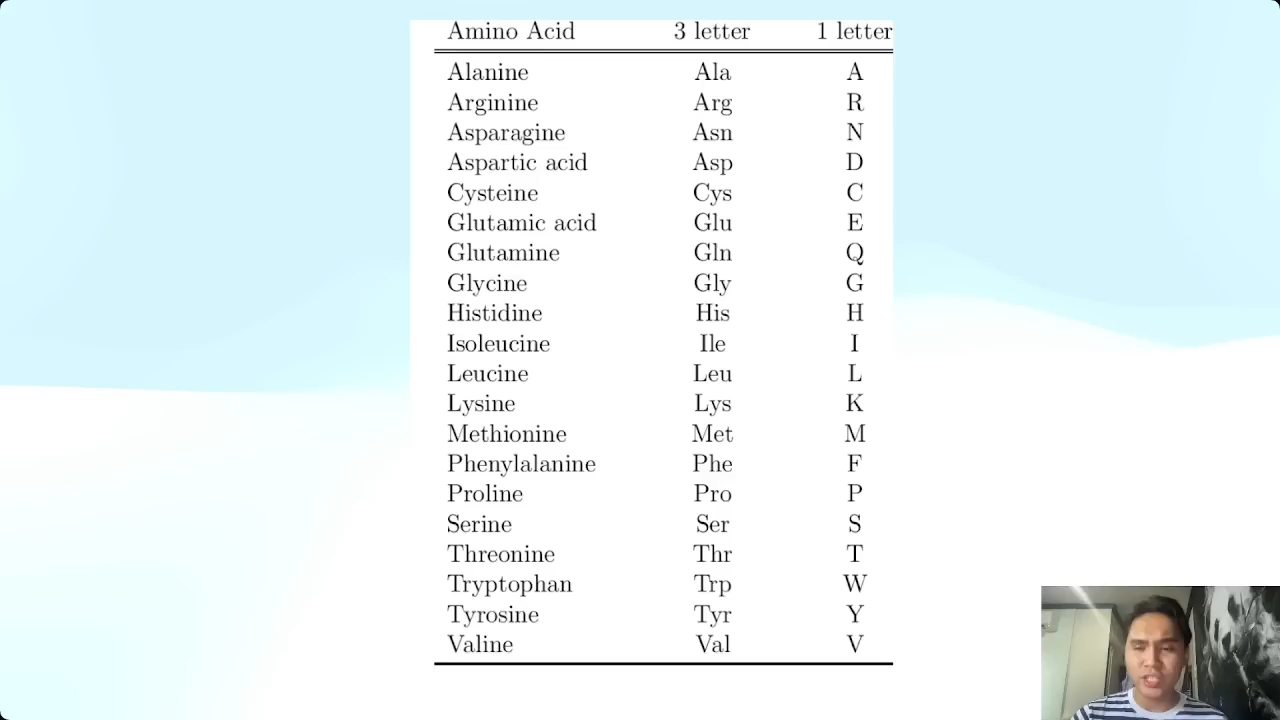 Amino Acid 3 letter 1 letter
Alanine Ala A
Arginine Arg R
Asparagine Asn N
Aspartic acid Asp D
Cysteine Cys C
Glutamic acid Glu E
Glutamine Gln Q
Glycine Gly G
Histidine His H
Isoleucine Ile I
Leucine Leu L
Lysine Lys K
Methionine Met M
Phenylalanine Phe F
Proline Pro P
Serine Ser S
Threonine Thr T
Tryptophan Trp W
Tyrosine Tyr Y
Valine Val V